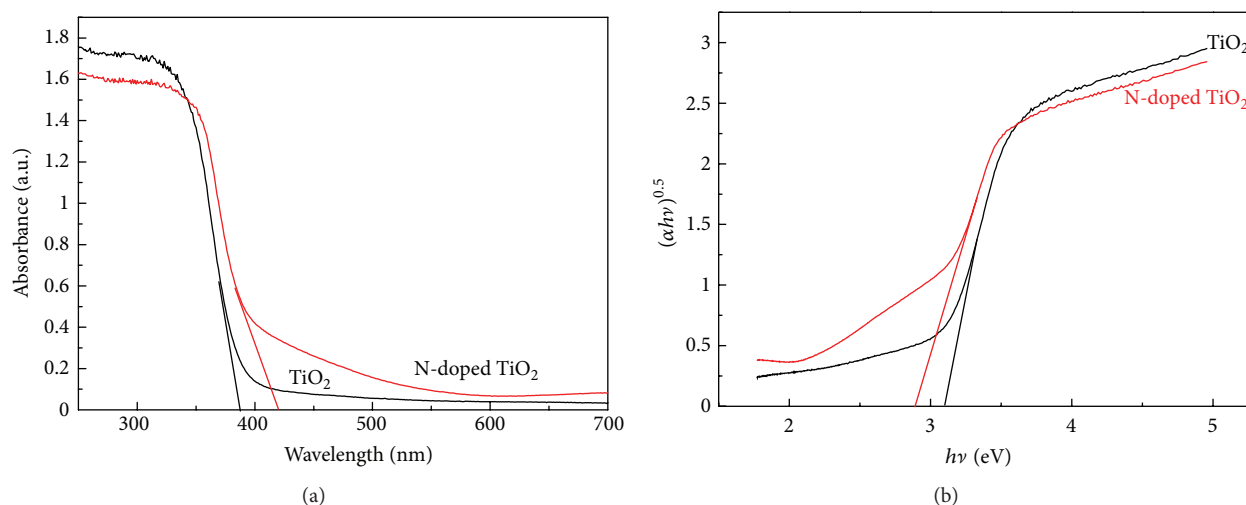 1.8
1.6
1.4
1.2
1
0.8
0.6
0.4
0.2
0
Absorbance (a.u.)
TiO₂
N-doped TiO₂
300 400 500 600 700
Wavelength (nm)
(a)
3
2.5
2
1.5
1
0.5
0
(αhν)^0.5
TiO₂
N-doped TiO₂
2 3 4 5
hν (eV)
(b)